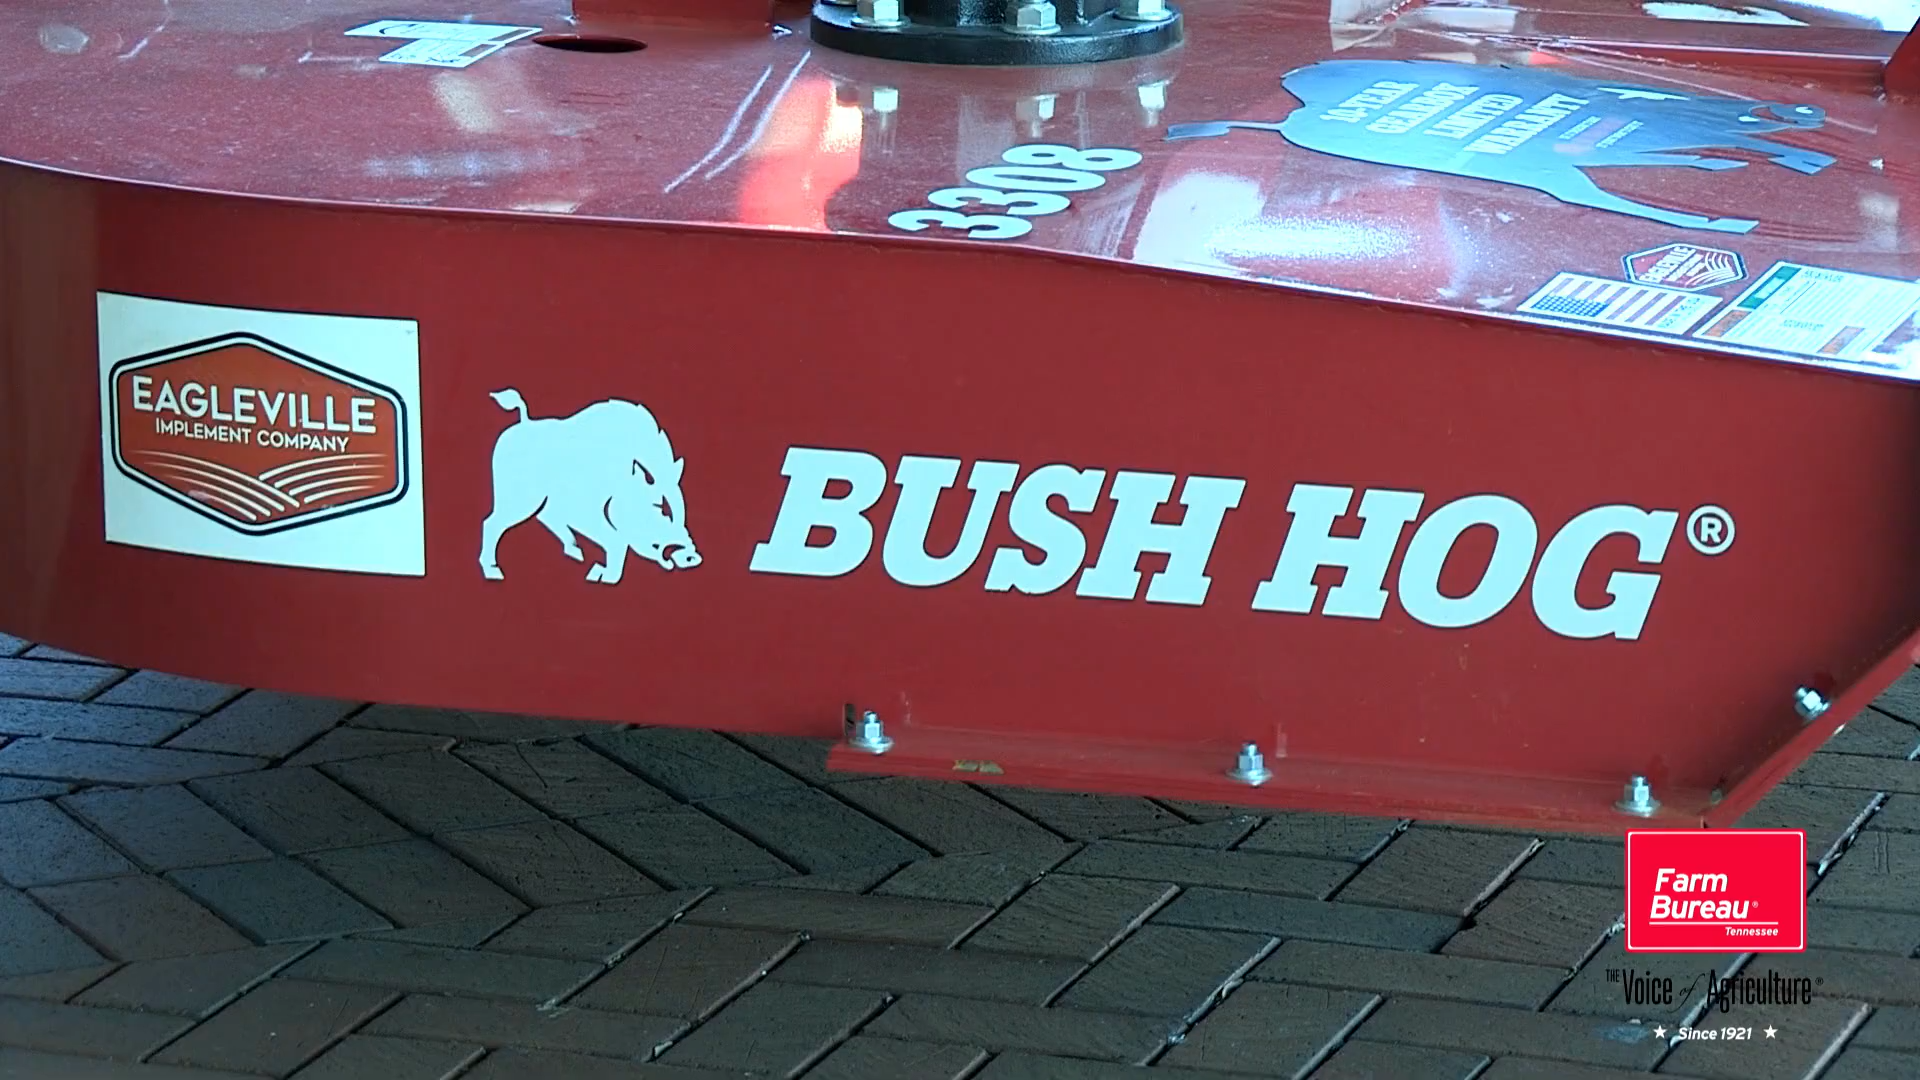 10-YEAR
GEARBOX
LIMITED
WARRANTY
3308
EAGLEVILLE
EAGLEVILLE
IMPLEMENT COMPANY
BUSH HOG®
Farm
Bureau®
Tennessee
THE Voice of Agriculture®
★ Since 1921 ★